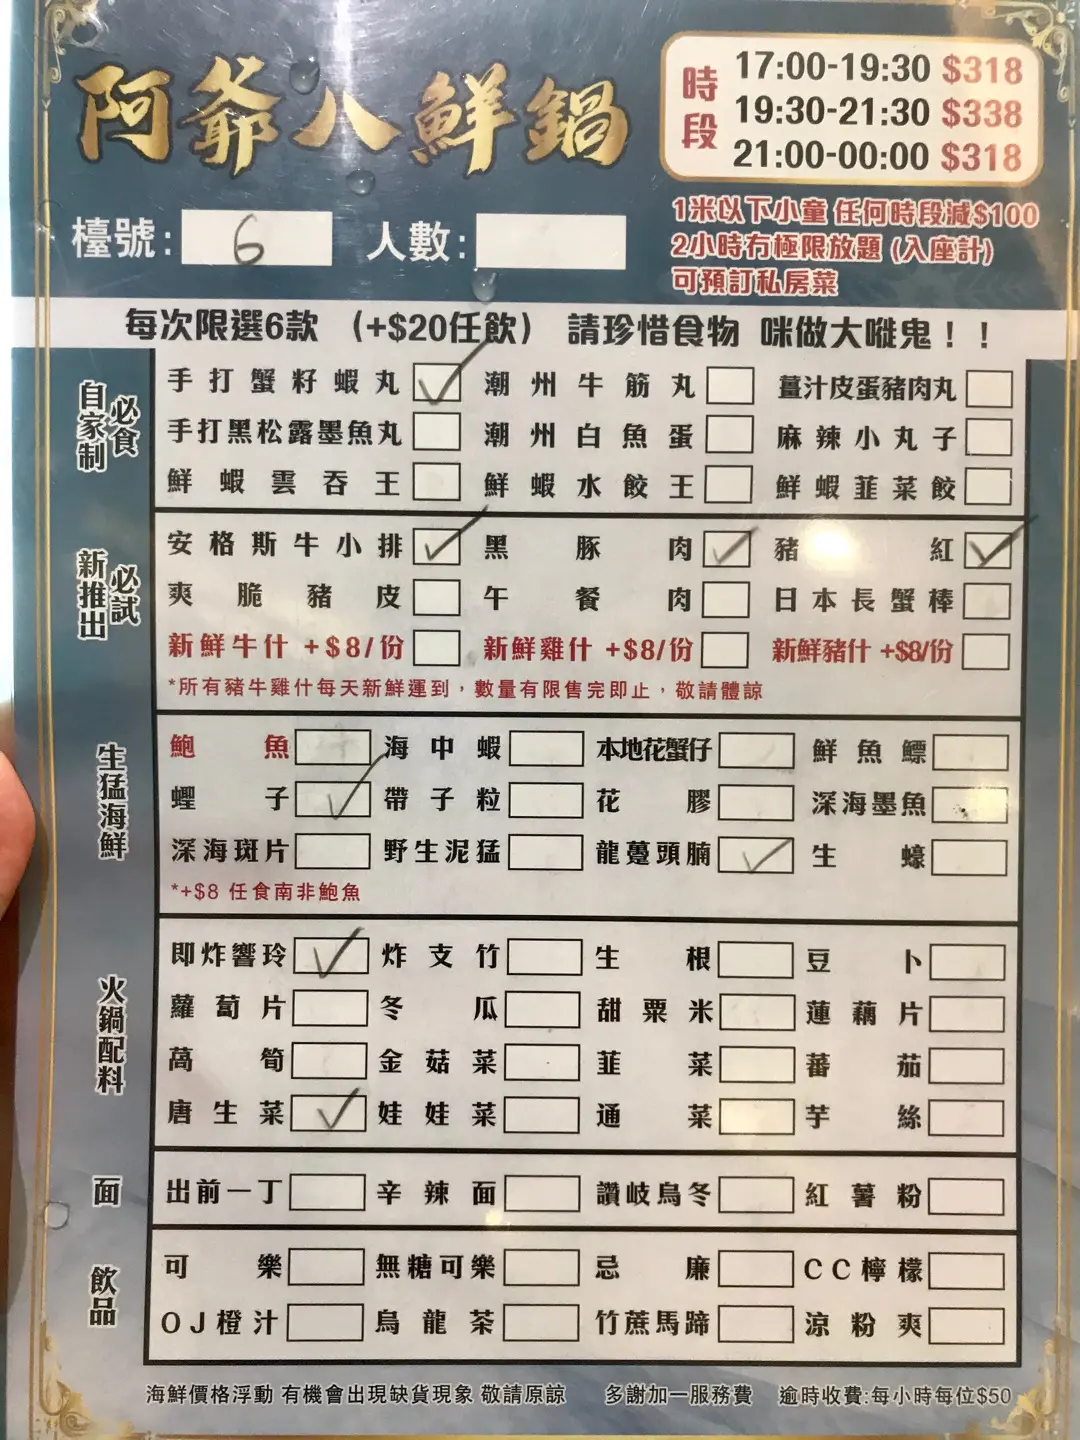 阿爺八鮮鍋
時段
17:00-19:30 $318
19:30-21:30 $338
21:00-00:00 $318
檯號: 6 人數:
1米以下小童 任何時段減$100
2小時冇極限放題 (入座計)
可預訂私房菜
每次限選6款 (+$20任飲) 請珍惜食物 咪做大嘥鬼！！
自家制 必食
手打蟹籽蝦丸 ✓ 潮州牛筋丸 薑汁皮蛋豬肉丸
手打黑松露墨魚丸 潮州白魚蛋 麻辣小丸子
鮮蝦雲吞王 鮮蝦水餃王 鮮蝦韮菜餃
新推出 必試
安格斯牛小排 ✓ 黑豚肉 ✓ 豬紅 ✓
爽脆豬皮 午餐肉 日本長蟹棒
新鮮牛什 +$8/份 新鮮雞什 +$8/份 新鮮豬什 +$8/份
*所有豬牛雞什每天新鮮運到，數量有限售完即止，敬請體諒
生猛海鮮
鮑魚 海中蝦 本地花蟹仔 鮮魚鰾
蟶子 ✓ 帶子粒 花膠 深海墨魚
深海斑片 野生泥猛 龍躉頭腩 ✓ 生蠔
*+$8 任食南非鮑魚
火鍋配料
即炸響玲 ✓ 炸支竹 生根 豆卜
蘿蔔片 冬瓜 甜粟米 蓮藕片
萵筍 金菇菜 韮菜 蕃茄
唐生菜 ✓ 娃娃菜 通菜 芋絲
面
出前一丁 辛辣面 讚岐烏冬 紅薯粉
飲品
可樂 無糖可樂 忌廉 CC檸檬
OJ橙汁 烏龍茶 竹蔗馬蹄 涼粉爽
海鮮價格浮動 有機會出現缺貨現象 敬請原諒 多謝加一服務費 逾時收費:每小時每位$50